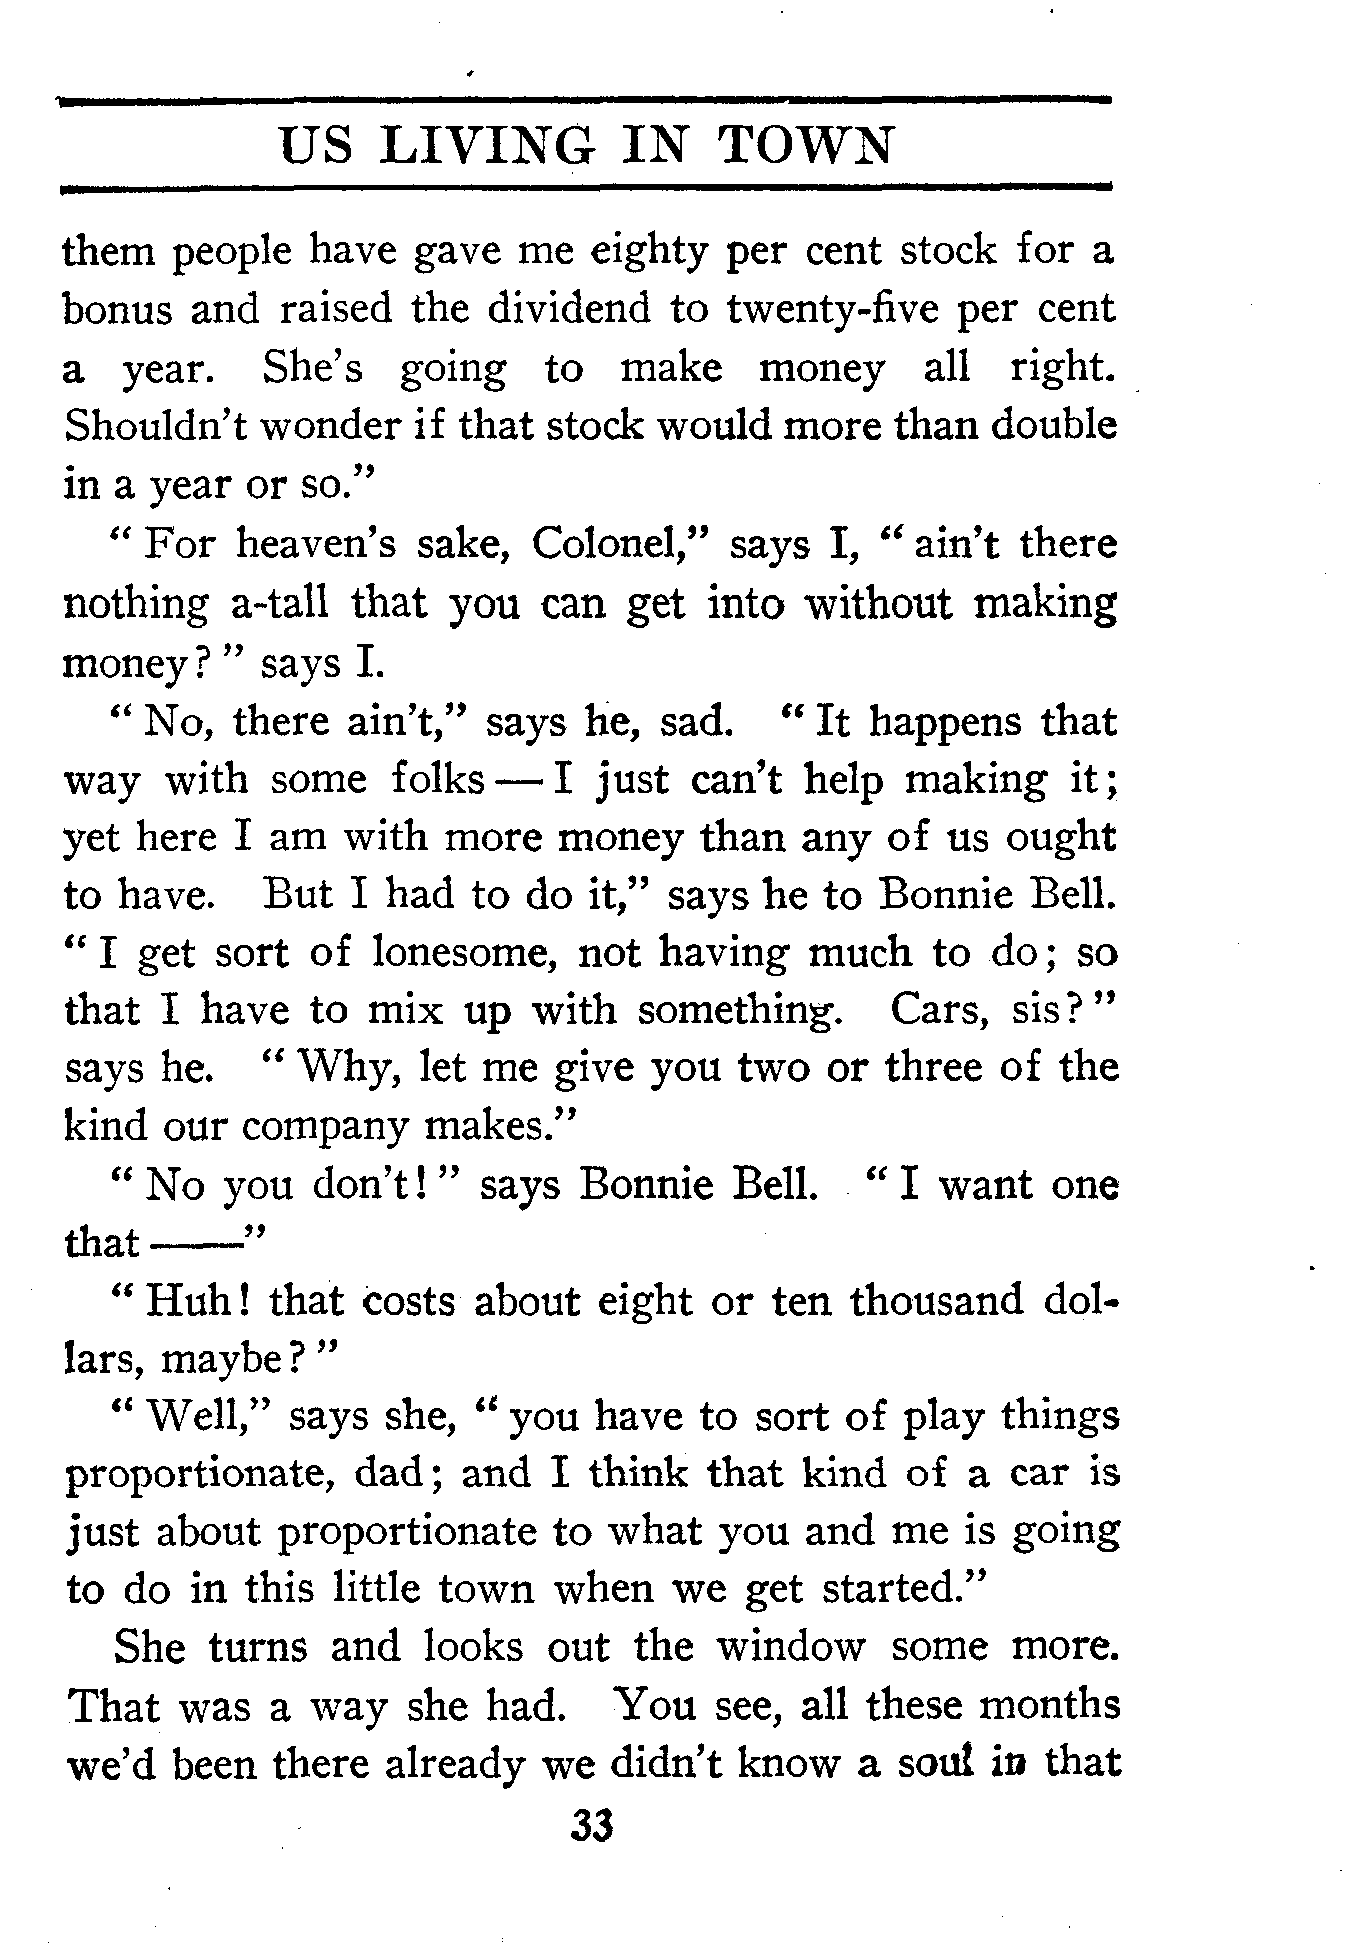 US LIVING IN TOWN
them people have gave me eighty per cent stock for a
bonus and raised the dividend to twenty-five per cent
a year. She's going to make money all right.
Shouldn't wonder if that stock would more than double
in a year or so."
" For heaven's sake, Colonel," says I, " ain't there
nothing a-tall that you can get into without making
money? " says I.
" No, there ain't," says he, sad. " It happens that
way with some folks — I just can't help making it;
yet here I am with more money than any of us ought
to have. But I had to do it," says he to Bonnie Bell.
" I get sort of lonesome, not having much to do; so
that I have to mix up with something. Cars, sis? "
says he. " Why, let me give you two or three of the
kind our company makes."
" No you don't! " says Bonnie Bell. " I want one
that ——"
" Huh! that costs about eight or ten thousand dol-
lars, maybe? "
" Well," says she, " you have to sort of play things
proportionate, dad; and I think that kind of a car is
just about proportionate to what you and me is going
to do in this little town when we get started."
She turns and looks out the window some more.
That was a way she had. You see, all these months
we'd been there already we didn't know a soul in that
33